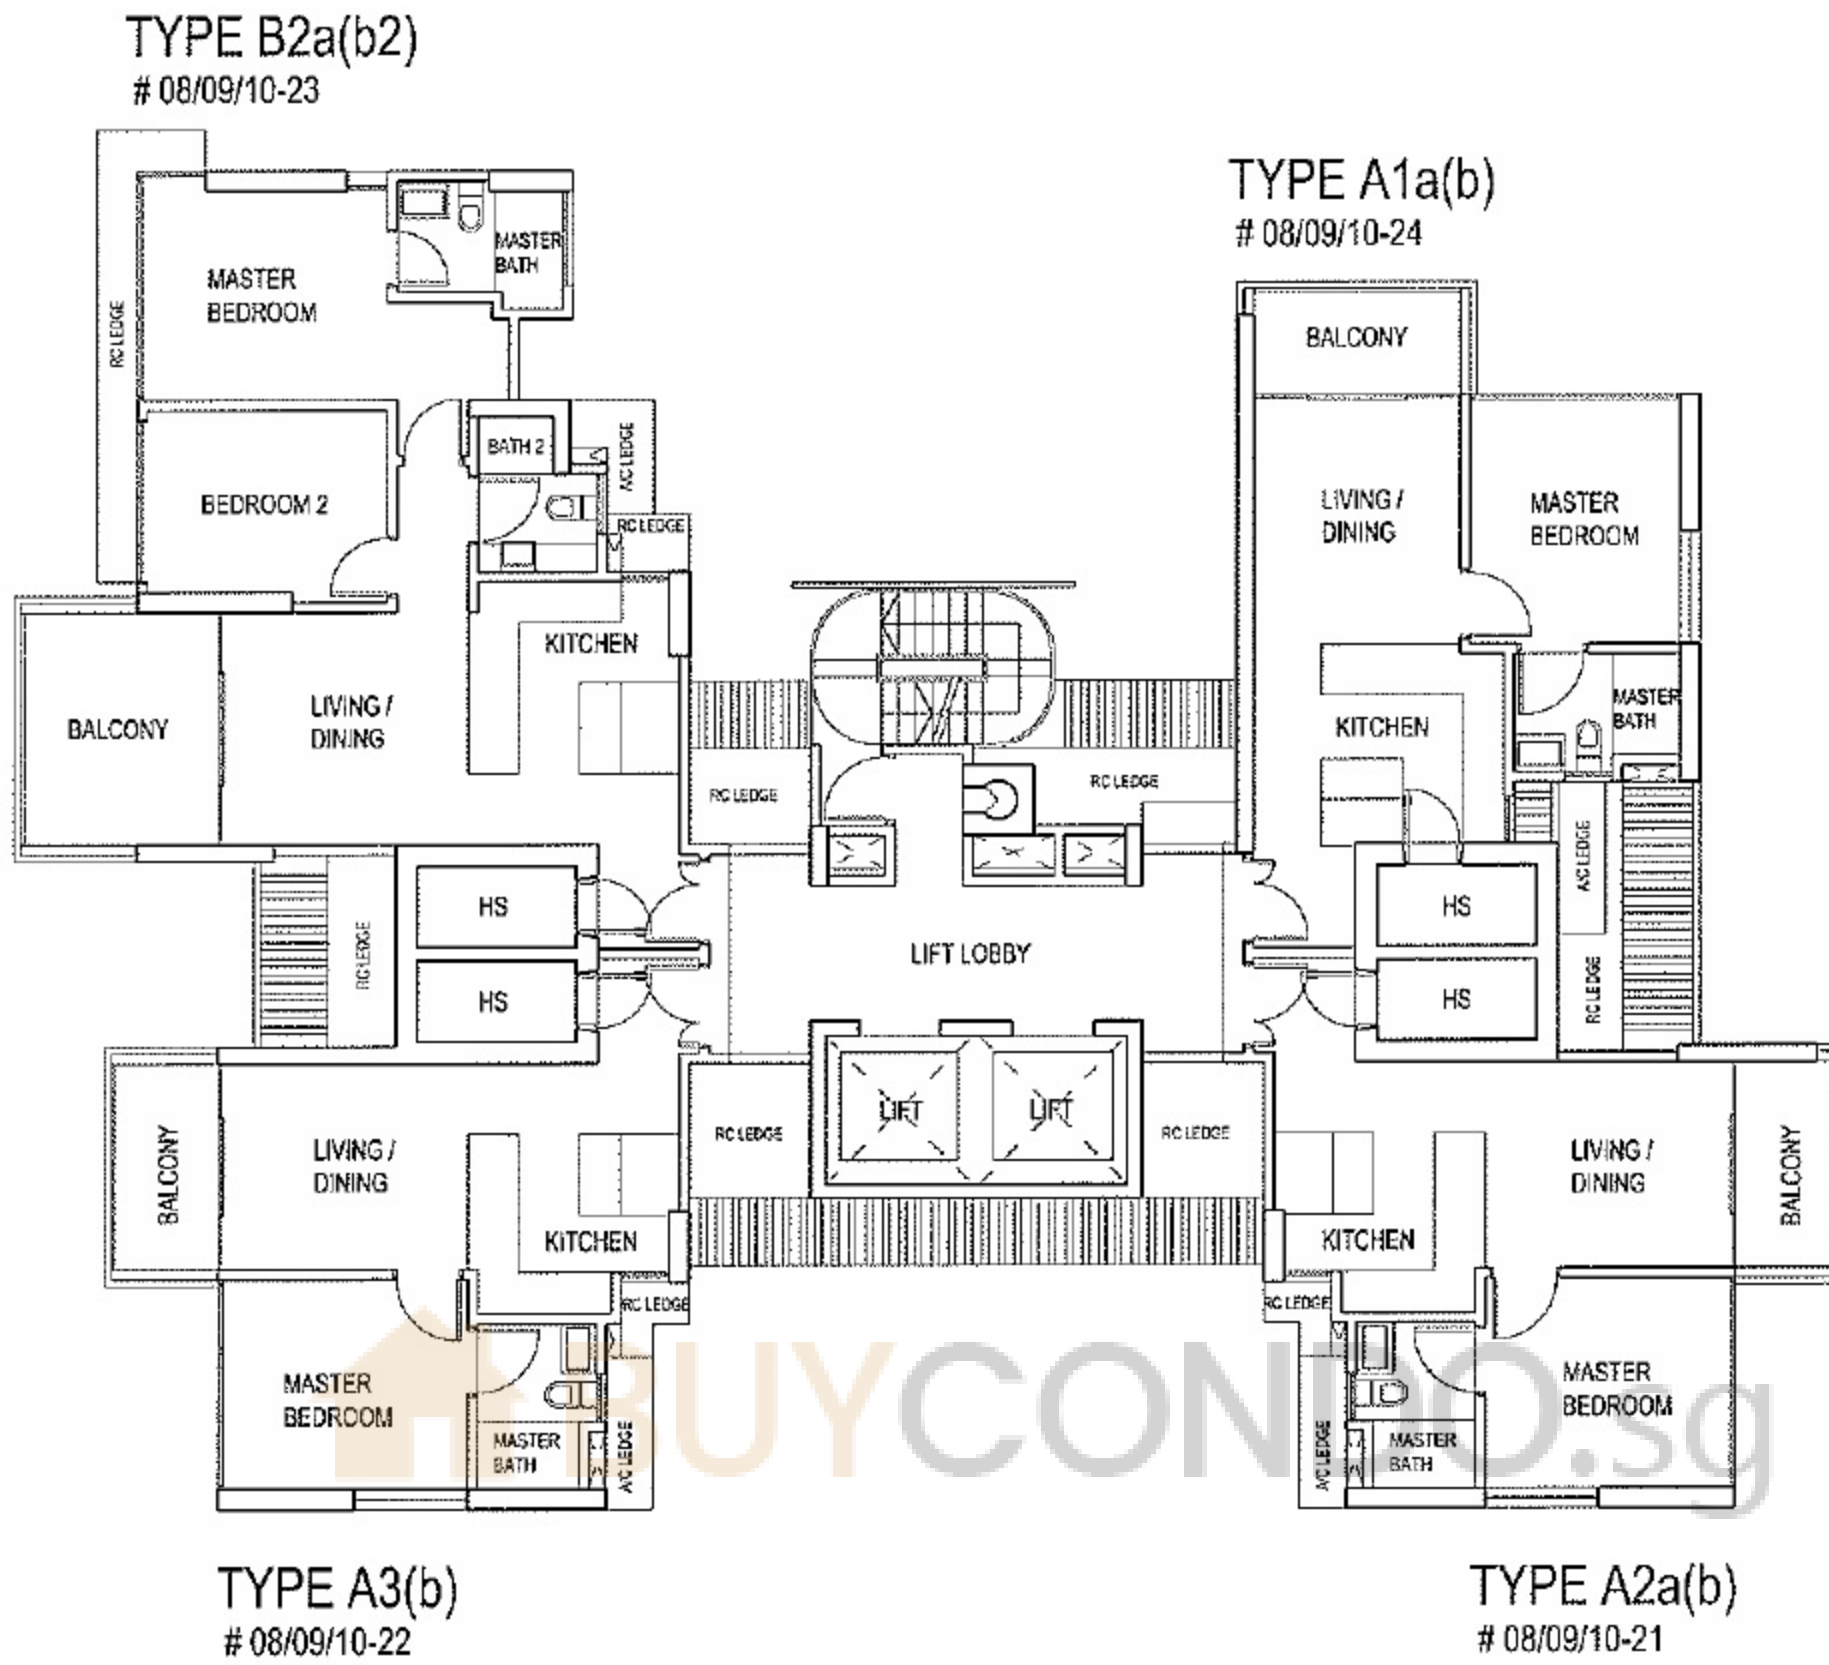 TYPE B2a(b2)
# 08/09/10-23
TYPE A1a(b)
# 08/09/10-24
MASTER
BATH
MASTER
BEDROOM
RC LEDGE
BALCONY
BATH 2
A/C LEDGE
BEDROOM 2
RC LEDGE
LIVING /
DINING
MASTER
BEDROOM
KITCHEN
BALCONY
LIVING /
DINING
KITCHEN
MASTER
BATH
RC LEDGE
RC LEDGE
A/C LEDGE
HS
HS
RC LEDGE
LIFT LOBBY
HS
HS
RC LEDGE
BALCONY
LIVING /
DINING
KITCHEN
RC LEDGE
LIFT
LIFT
RC LEDGE
KITCHEN
LIVING /
DINING
BALCONY
RC LEDGE
RC LEDGE
MASTER
BEDROOM
MASTER
BATH
A/C LEDGE
A/C LEDGE
MASTER
BATH
MASTER
BEDROOM
BUYCONDO.sg
TYPE A3(b)
# 08/09/10-22
TYPE A2a(b)
# 08/09/10-21